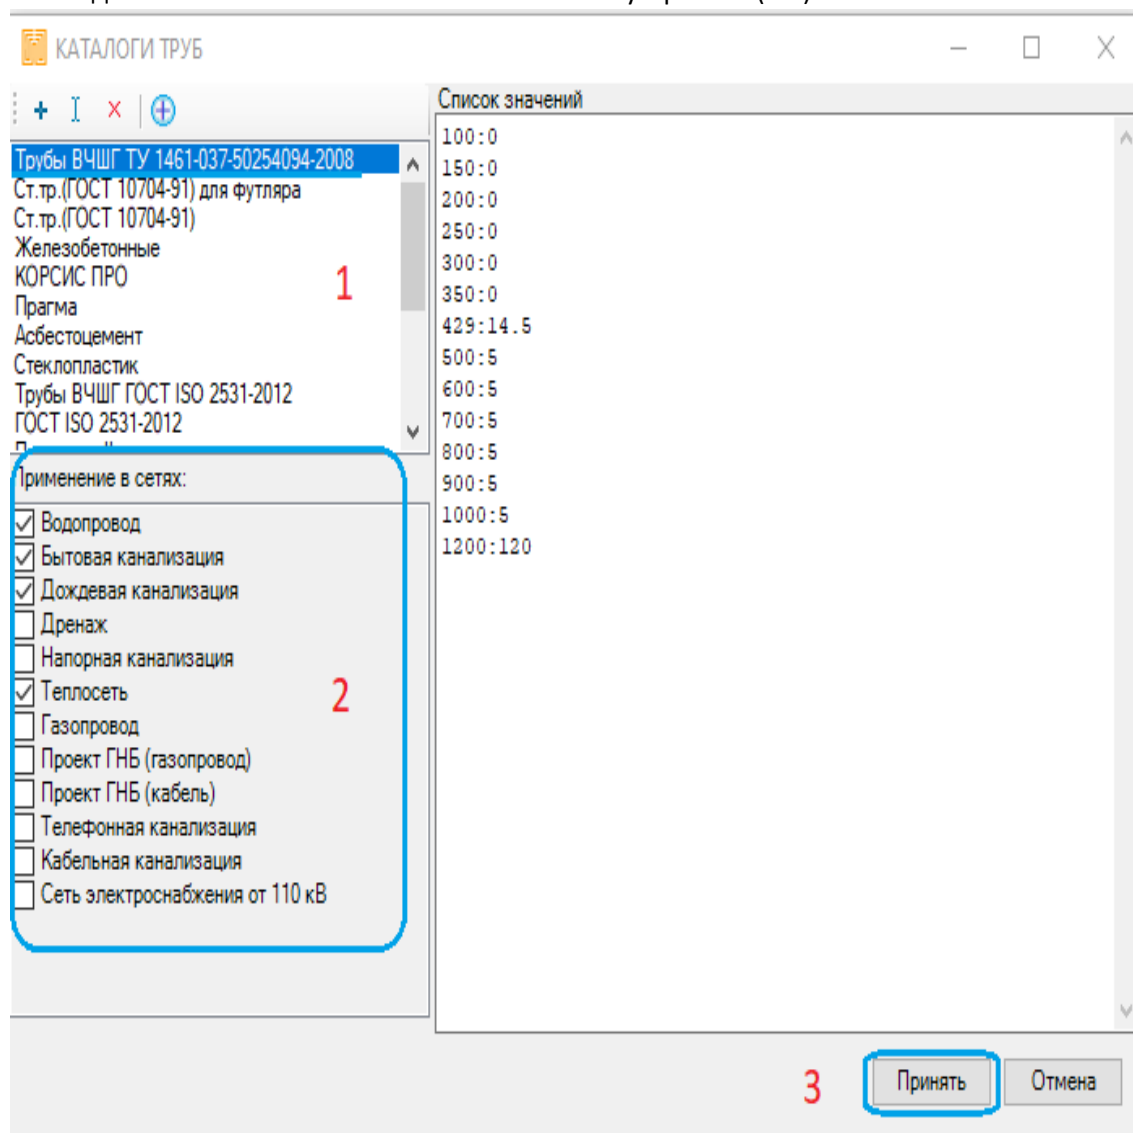 КАТАЛОГИ ТРУБ
Список значений
Трубы ВЧШГ ТУ 1461-037-50254094-2008
Ст.тр.(ГОСТ 10704-91) для футляра
Ст.тр.(ГОСТ 10704-91)
Железобетонные
КОРСИС ПРО
Прагма
Асбестоцемент
Стеклопластик
Трубы ВЧШГ ГОСТ ISO 2531-2012
ГОСТ ISO 2531-2012
1
Применение в сетях:
Водопровод
Бытовая канализация
Дождевая канализация
Дренаж
Напорная канализация
Теплосеть
Газопровод
Проект ГНБ (газопровод)
Проект ГНБ (кабель)
Телефонная канализация
Кабельная канализация
Сеть электроснабжения от 110 кВ
2
100:0
150:0
200:0
250:0
300:0
350:0
429:14.5
500:5
600:5
700:5
800:5
900:5
1000:5
1200:120
3
Принять
Отмена